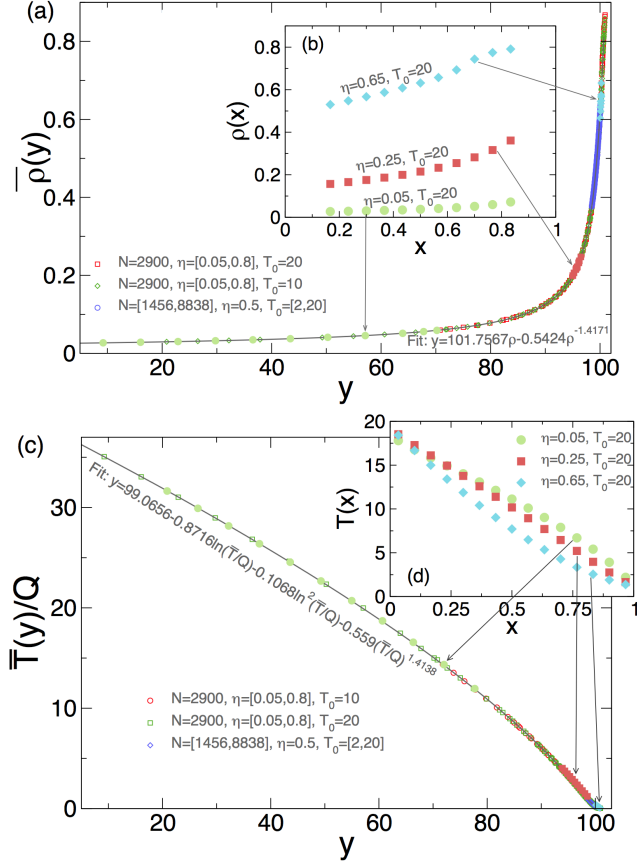 (a)
0.8
0.6
0.4
0.2
0
ρ(y)
20
40
60
80
100
y
N=2900, η=[0.05,0.8], T₀=20
N=2900, η=[0.05,0.8], T₀=10
N=[1456,8838], η=0.5, T₀=[2,20]
Fit: y=101.7567ρ-0.5424ρ^-1.4171
(b)
0.8
0.6
0.4
0.2
0
ρ(x)
0
0.2
0.4
0.6
0.8
1
x
η=0.65, T₀=20
η=0.25, T₀=20
η=0.05, T₀=20
(c)
35
30
25
20
15
10
5
0
T(y)/Q
20
40
60
80
100
y
Fit: y=99.0656-0.8716ln(T/Q)-0.1068ln²(T/Q)-0.559(T/Q)^1.4138
N=2900, η=[0.05,0.8], T₀=10
N=2900, η=[0.05,0.8], T₀=20
N=[1456,8838], η=0.5, T₀=[2,20]
20
15
10
5
0
T(x)
0
0.25
0.5
0.75
1
x
η=0.05, T₀=20
η=0.25, T₀=20
η=0.65, T₀=20
(d)